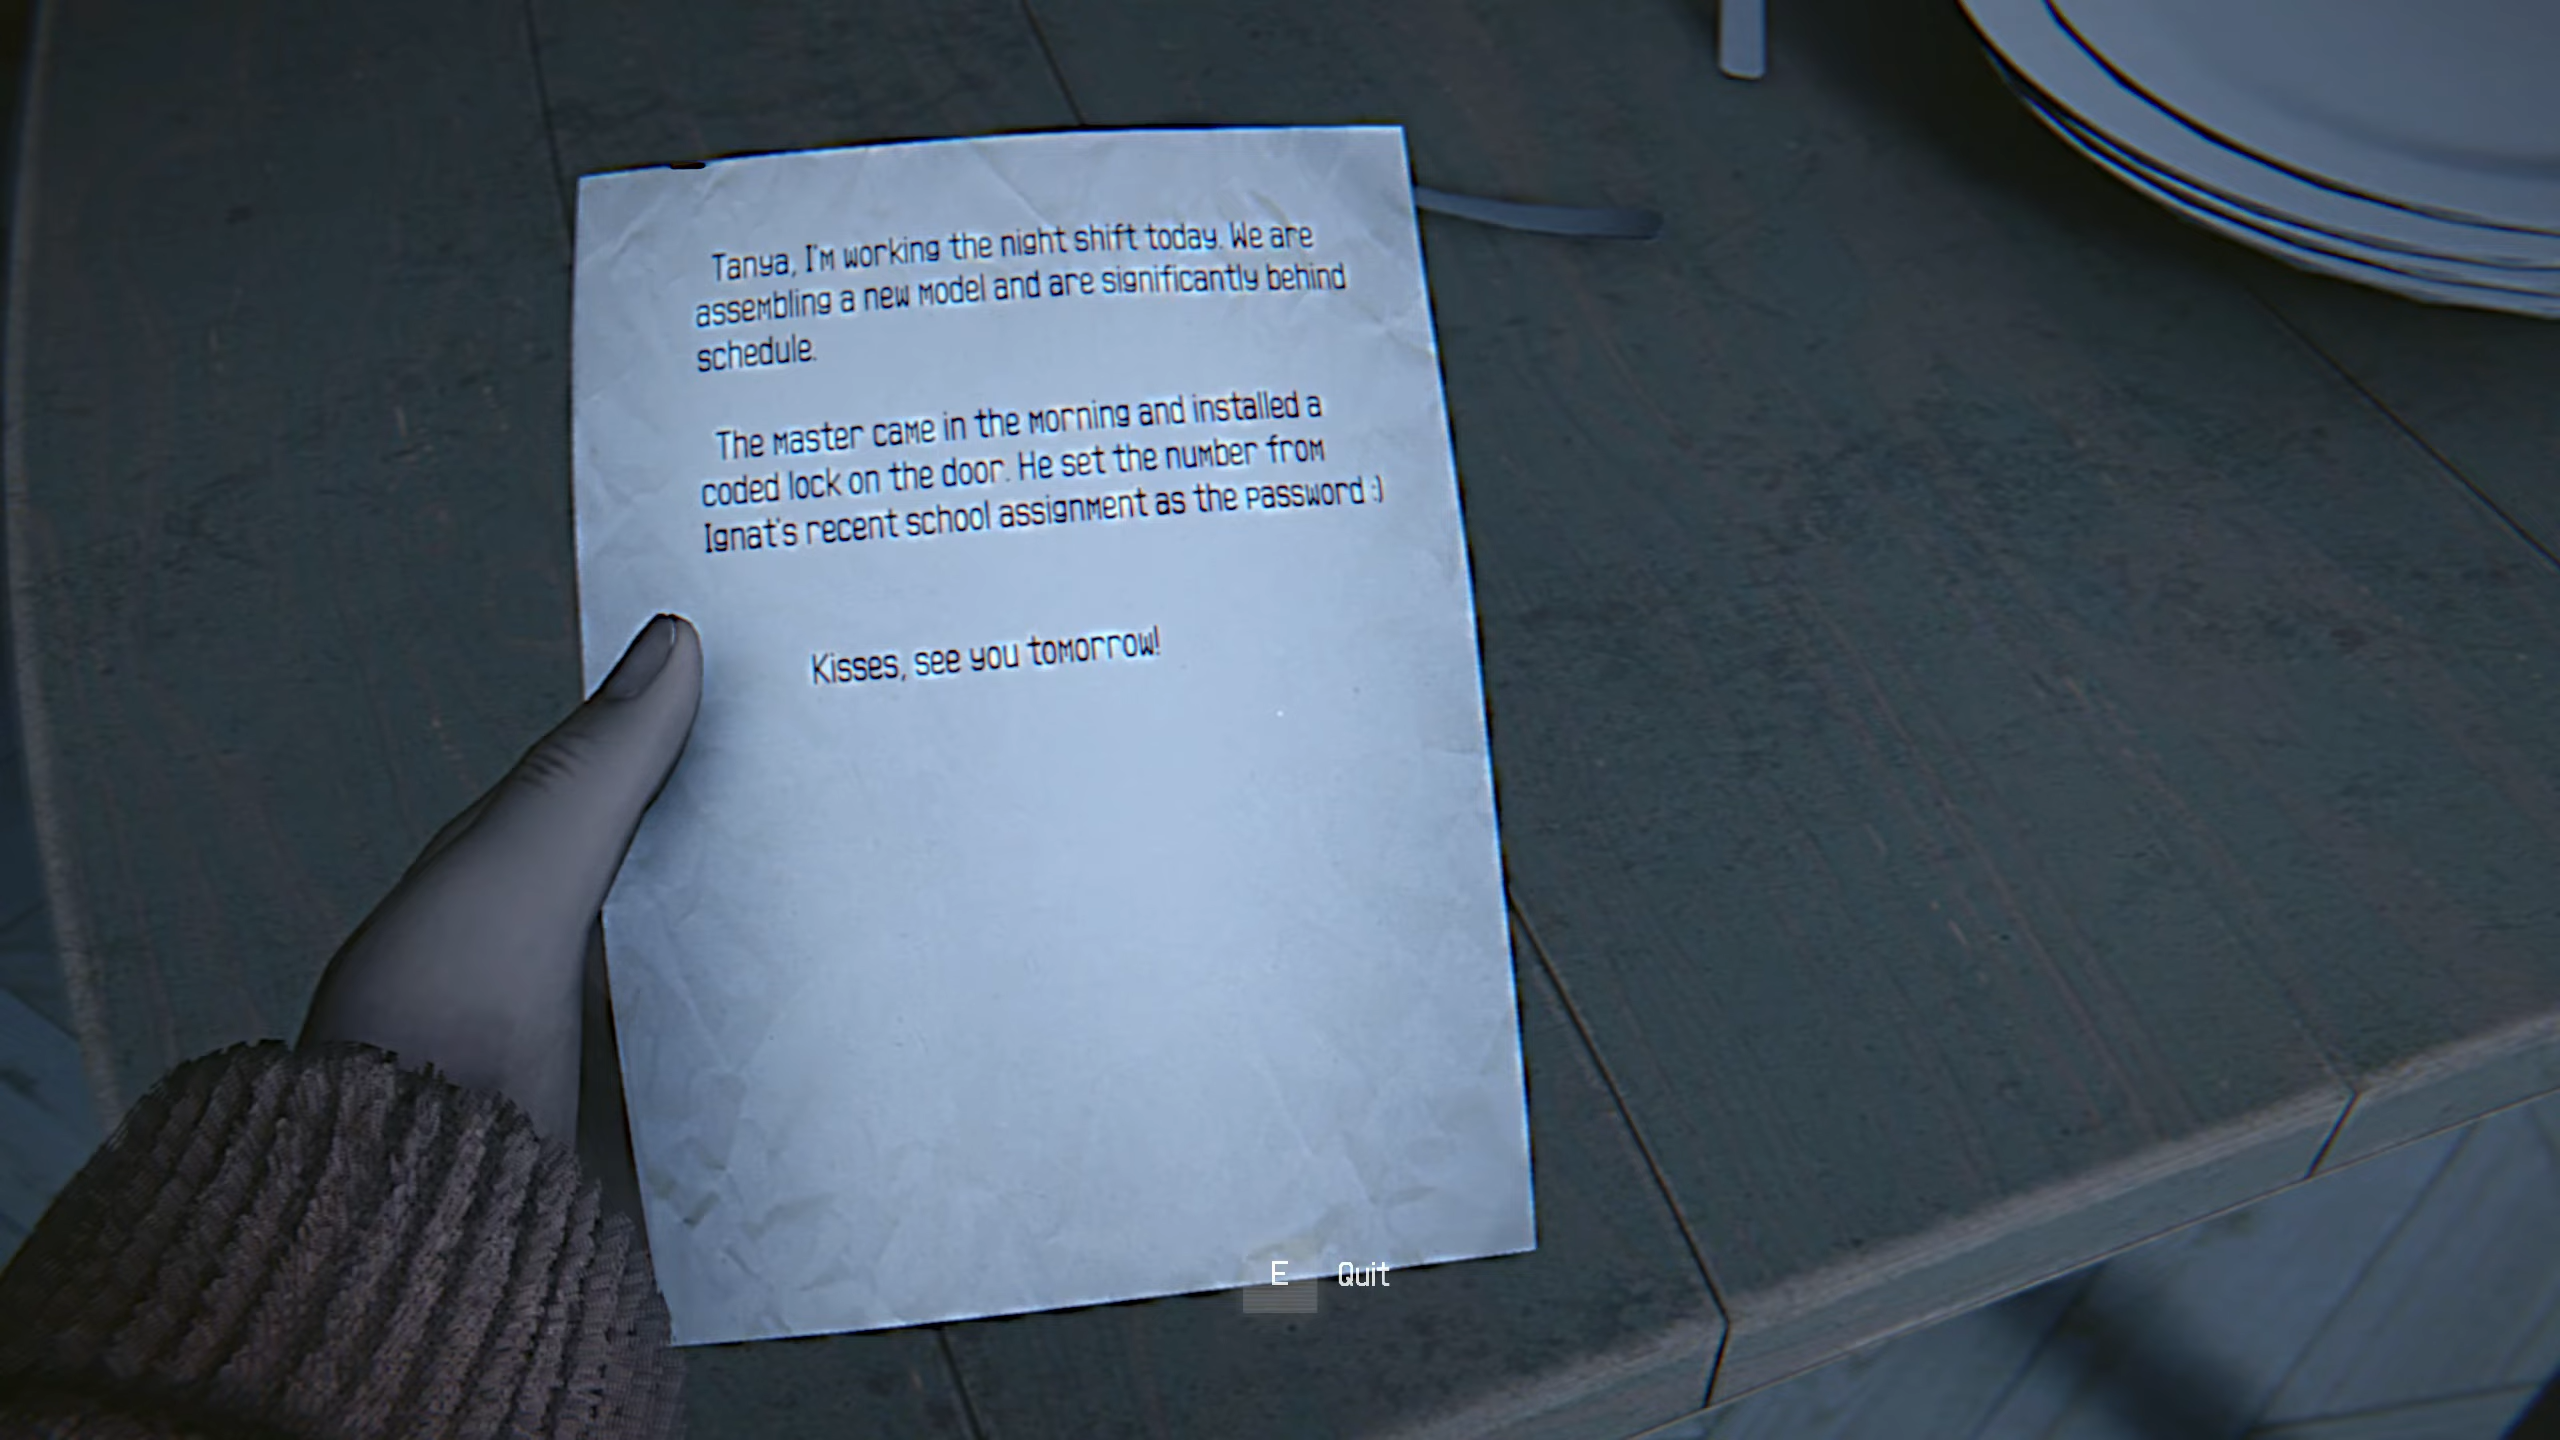 Tanya, I'm working the night shift today. We are
assembling a new model and are significantly behind
schedule.
The master came in the morning and installed a
coded lock on the door. He set the number from
Ignat's recent school assignment as the password :)
Kisses, see you tomorrow!
E Quit